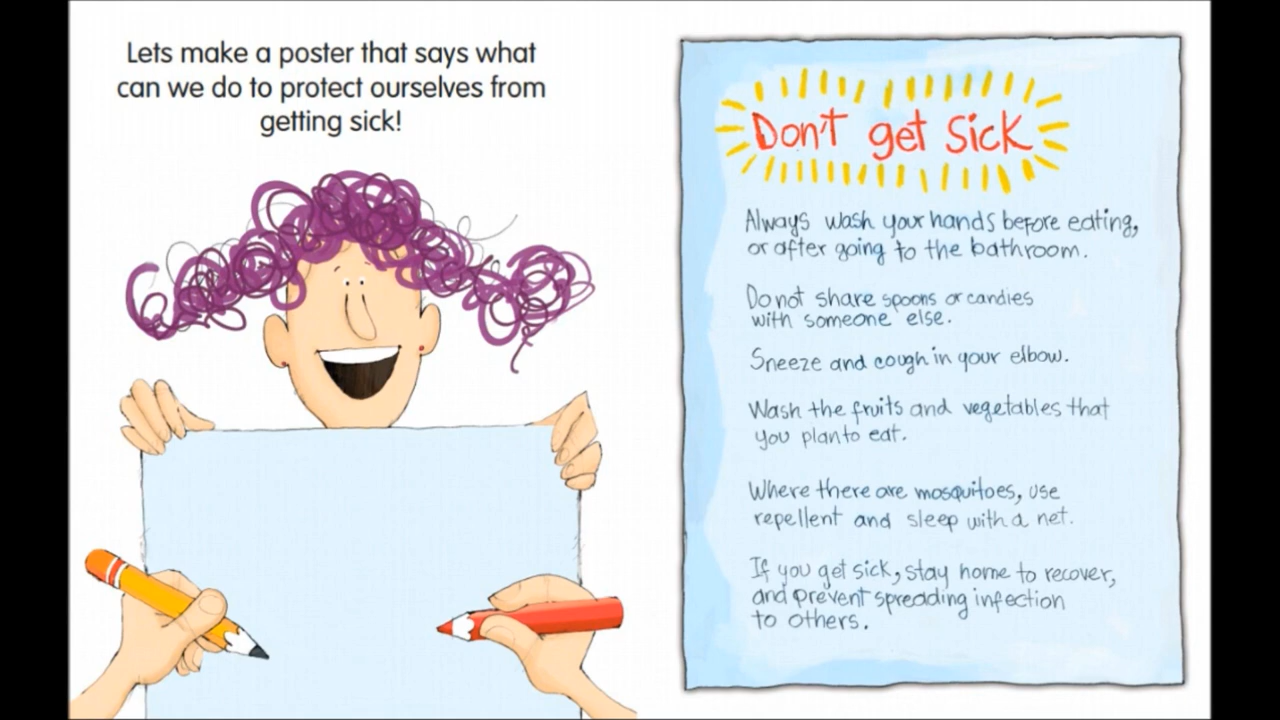 Lets make a poster that says what
can we do to protect ourselves from
getting sick!
Don't get Sick
Always wash your hands before eating,
or after going to the bathroom.
Do not share spoons or candies
with someone else.
Sneeze and cough in your elbow.
Wash the fruits and vegetables that
you plan to eat.
Where there are mosquitoes, use
repellent and sleep with a net.
If you get sick, stay home to recover,
and prevent spreading infection
to others.